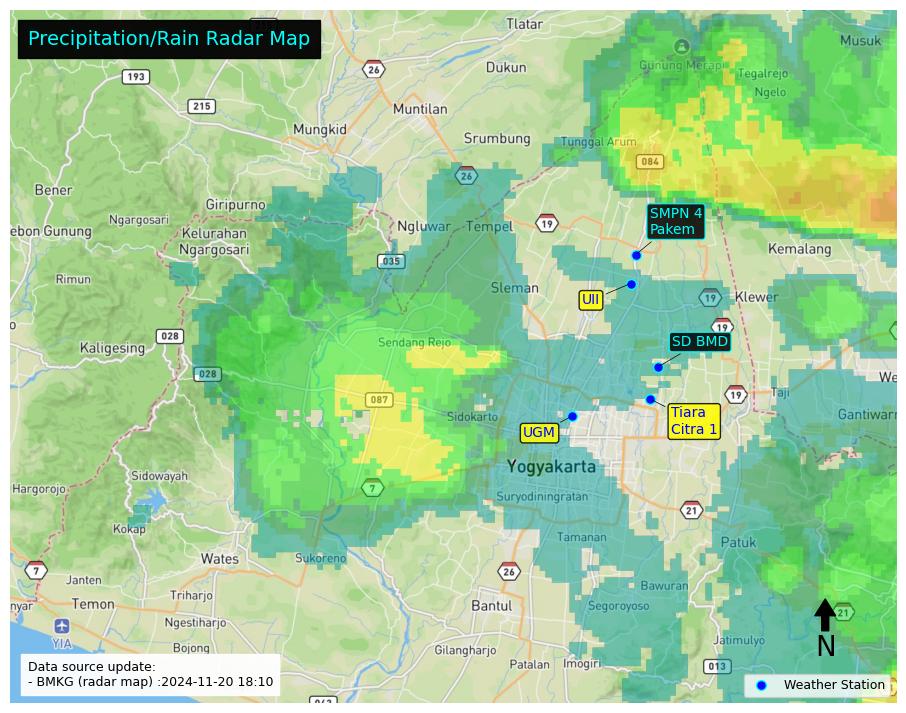 Precipitation/Rain Radar Map
Tlatar
Musuk
26
Dukun
Gunung Merapi
Tegalrejo
193
Ngelo
215
Muntilan
Mungkid
Srumbung
Tunggal Arum
084
26
Bener
Giripurno
SMPN 4
Pakem
Ngargosari
Ngluwar
Tempel
19
ebon Gunung
Kelurahan
Ngargosari
Kemalang
035
Rimun
Sleman
UII
19
Klewer
028
19
Kaligesing
Sendang Rejo
SD BMD
028
We
087
19
Taji
Sidokarto
Tiara
Citra 1
Gantiwarn
UGM
Yogyakarta
Sidowayah
Hargorojo
7
Suryodiningratan
21
Kokap
Tamanan
Patuk
Wates
Sukoreno
7
26
Janten
Bawuran
nyar
Temon
Triharjo
Bantul
Segoroyoso
21
Ngestiharjo
YIA
N
Jatimulyo
Bojong
Gilangharjo
Patalan
Imogiri
013
Data source update:
- BMKG (radar map) :2024-11-20 18:10
Weather Station